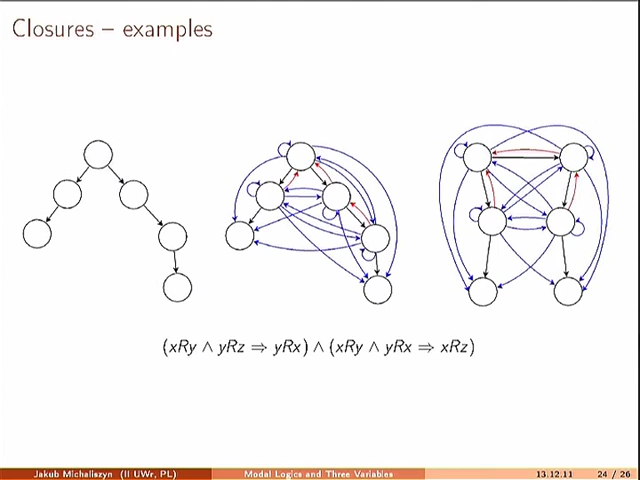 Closures – examples
(xRy ∧ yRz ⇒ yRx) ∧ (xRy ∧ yRx ⇒ xRz)
Jakub Michaliszyn (II UWr, PL) Modal Logics and Three Variables 13.12.11 24 / 26